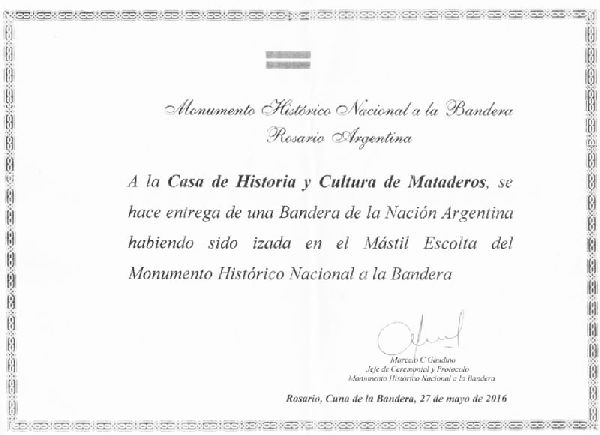 Monumento Histórico Nacional a la Bandera
Rosario Argentina
A la Casa de Historia y Cultura de Mataderos, se
hace entrega de una Bandera de la Nación Argentina
habiendo sido izada en el Mástil Escolta del
Monumento Histórico Nacional a la Bandera
Marcelo C Gaudino
Jefe de Ceremonial y Protocolo
Monumento Histórico Nacional a la Bandera
Rosario, Cuna de la Bandera, 27 de mayo de 2016